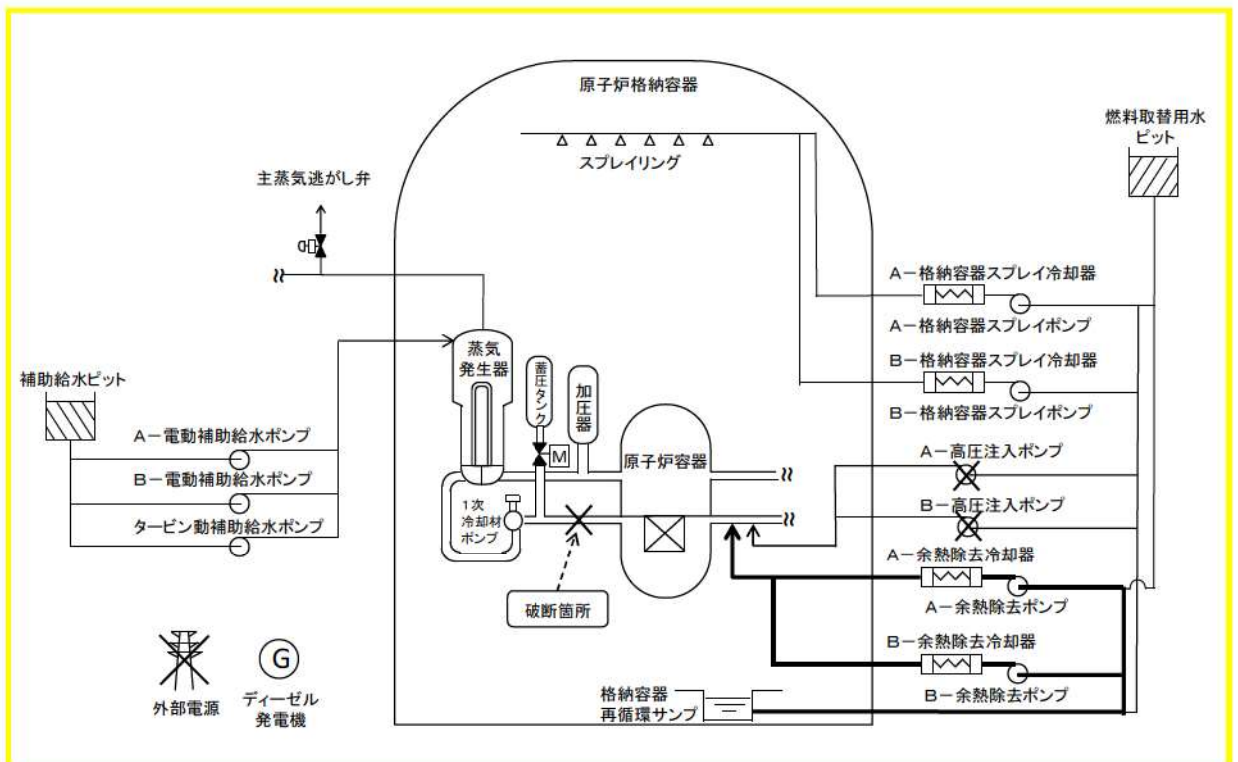 原子炉格納容器
スプレイリング
燃料取替用水
ピット
主蒸気逃がし弁
A－格納容器スプレイ冷却器
A－格納容器スプレイポンプ
B－格納容器スプレイ冷却器
B－格納容器スプレイポンプ
蒸気
発生器
蓄圧タンク
加圧器
M
原子炉容器
補助給水ピット
A－電動補助給水ポンプ
B－電動補助給水ポンプ
タービン動補助給水ポンプ
1次
冷却材
ポンプ
A－高圧注入ポンプ
B－高圧注入ポンプ
A－余熱除去冷却器
A－余熱除去ポンプ
B－余熱除去冷却器
B－余熱除去ポンプ
破断箇所
格納容器
再循環サンプ
外部電源
G
ディーゼル
発電機